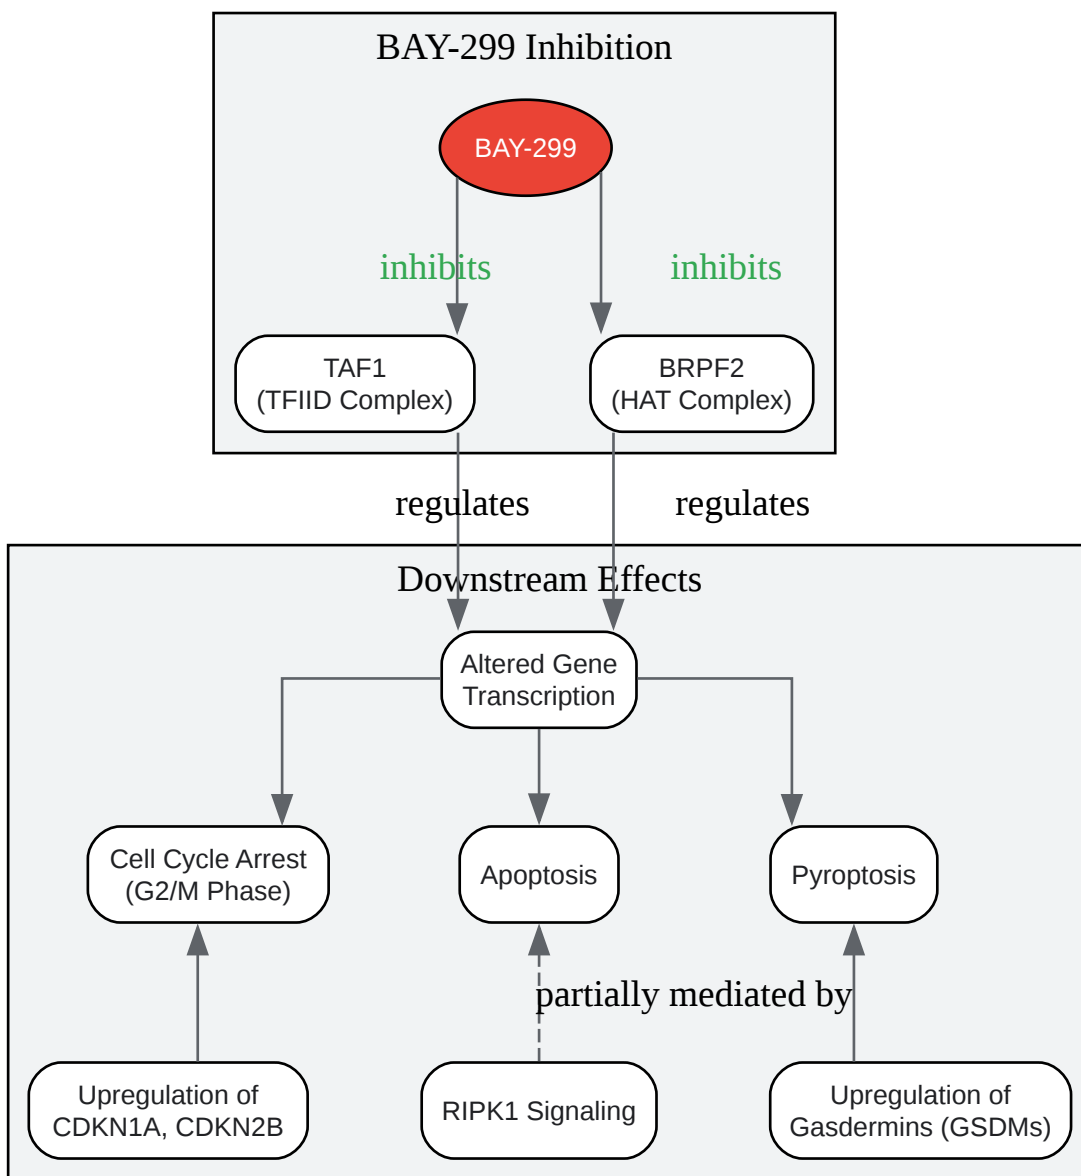 BAY-299 Inhibition
BAY-299
inhibits
inhibits
TAF1
(TFIID Complex)
BRPF2
(HAT Complex)
regulates
regulates
Downstream Effects
Altered Gene
Transcription
Cell Cycle Arrest
(G2/M Phase)
Apoptosis
Pyroptosis
partially mediated by
Upregulation of
CDKN1A, CDKN2B
RIPK1 Signaling
Upregulation of
Gasdermins (GSDMs)